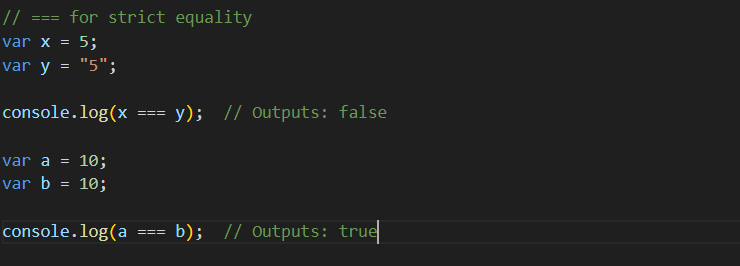 // === for strict equality
var x = 5;
var y = "5";
console.log(x === y);  // Outputs: false
var a = 10;
var b = 10;
console.log(a === b);  // Outputs: true